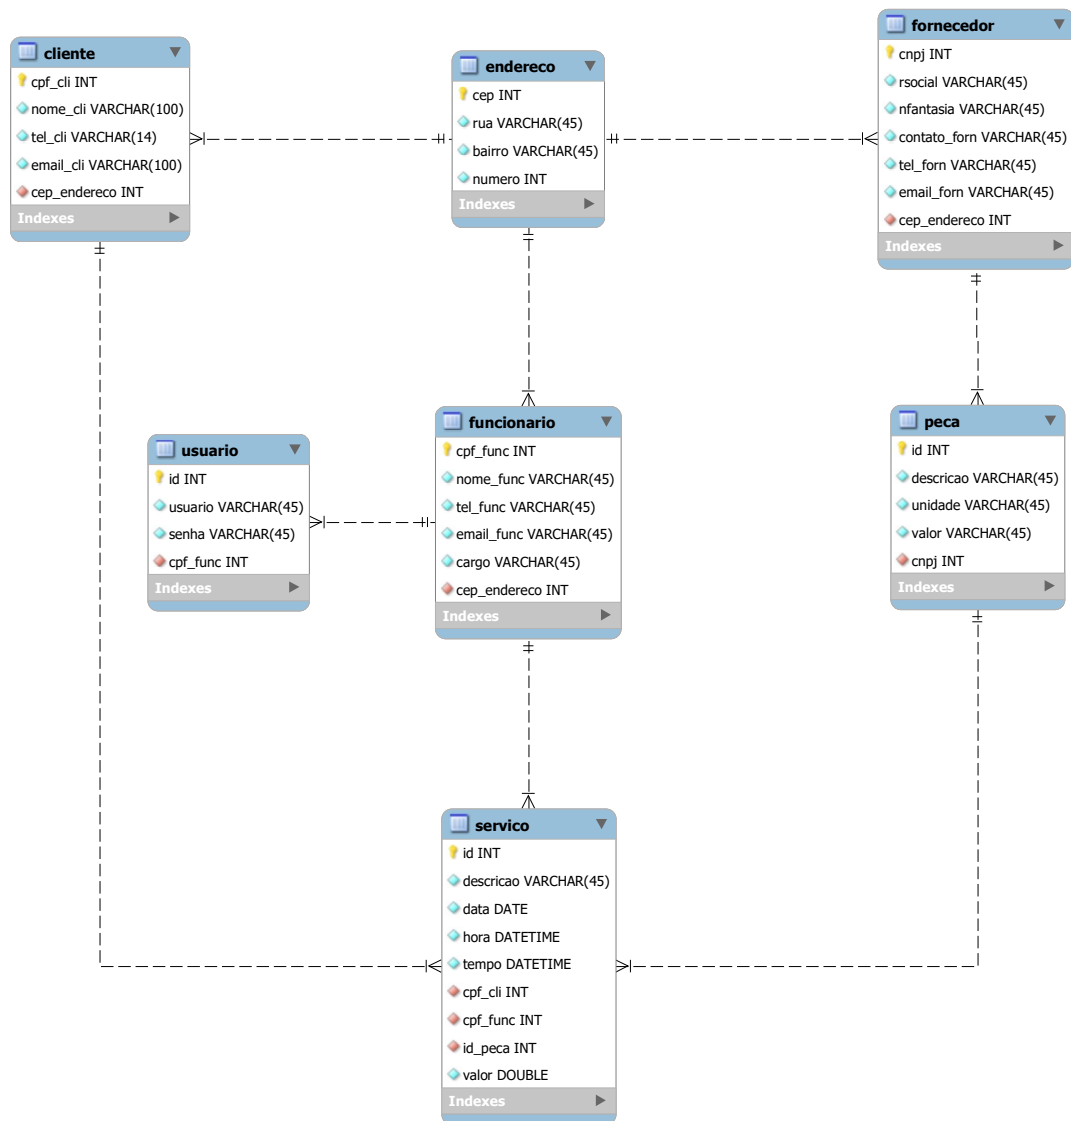 cliente
cpf_cli INT
nome_cli VARCHAR(100)
tel_cli VARCHAR(14)
email_cli VARCHAR(100)
cep_endereco INT
Indexes
endereco
cep INT
rua VARCHAR(45)
bairro VARCHAR(45)
numero INT
Indexes
fornecedor
cnpj INT
rsocial VARCHAR(45)
nfantasia VARCHAR(45)
contato_forn VARCHAR(45)
tel_forn VARCHAR(45)
email_forn VARCHAR(45)
cep_endereco INT
Indexes
usuario
id INT
usuario VARCHAR(45)
senha VARCHAR(45)
cpf_func INT
Indexes
funcionario
cpf_func INT
nome_func VARCHAR(45)
tel_func VARCHAR(45)
email_func VARCHAR(45)
cargo VARCHAR(45)
cep_endereco INT
Indexes
peca
id INT
descricao VARCHAR(45)
unidade VARCHAR(45)
valor VARCHAR(45)
cnpj INT
Indexes
servico
id INT
descricao VARCHAR(45)
data DATE
hora DATETIME
tempo DATETIME
cpf_cli INT
cpf_func INT
id_peca INT
valor DOUBLE
Indexes